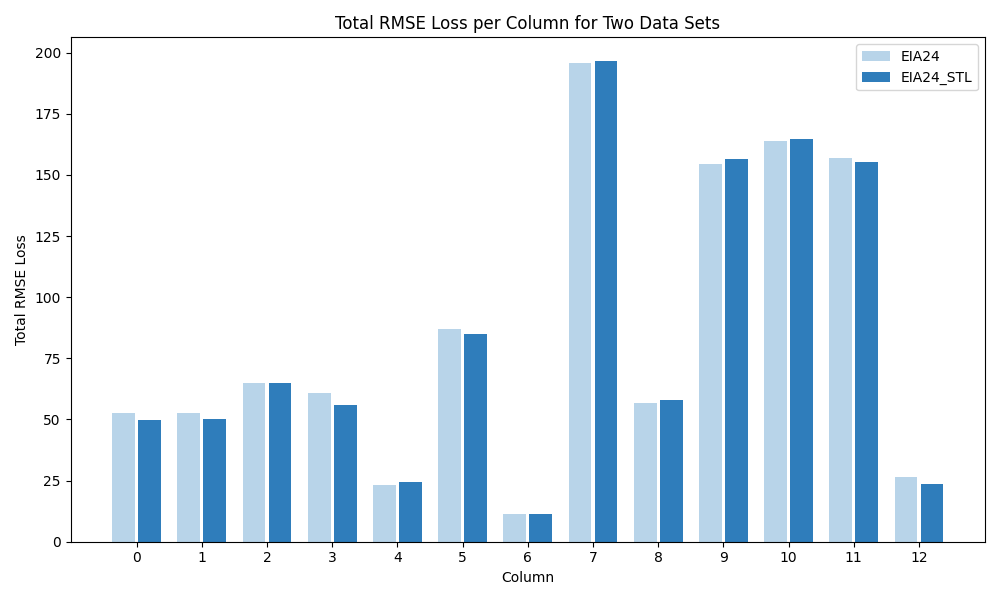 Total RMSE Loss per Column for Two Data Sets
EIA24
EIA24_STL
Total RMSE Loss
200
175
150
125
100
75
50
25
0
0 1 2 3 4 5 6 7 8 9 10 11 12
Column